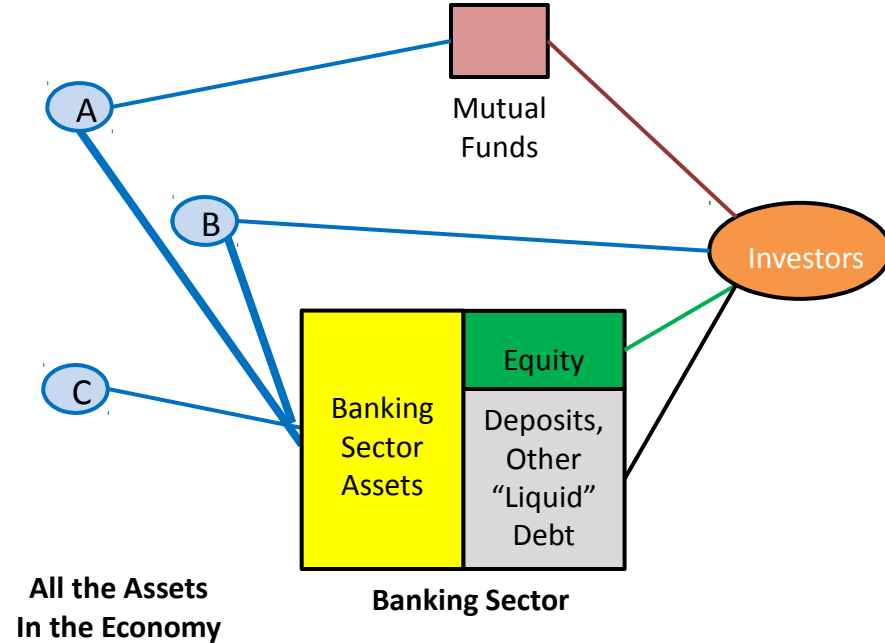 A
Mutual
Funds
B
Investors
C
Banking
Sector
Assets
Equity
Deposits,
Other
“Liquid”
Debt
All the Assets
In the Economy
Banking Sector